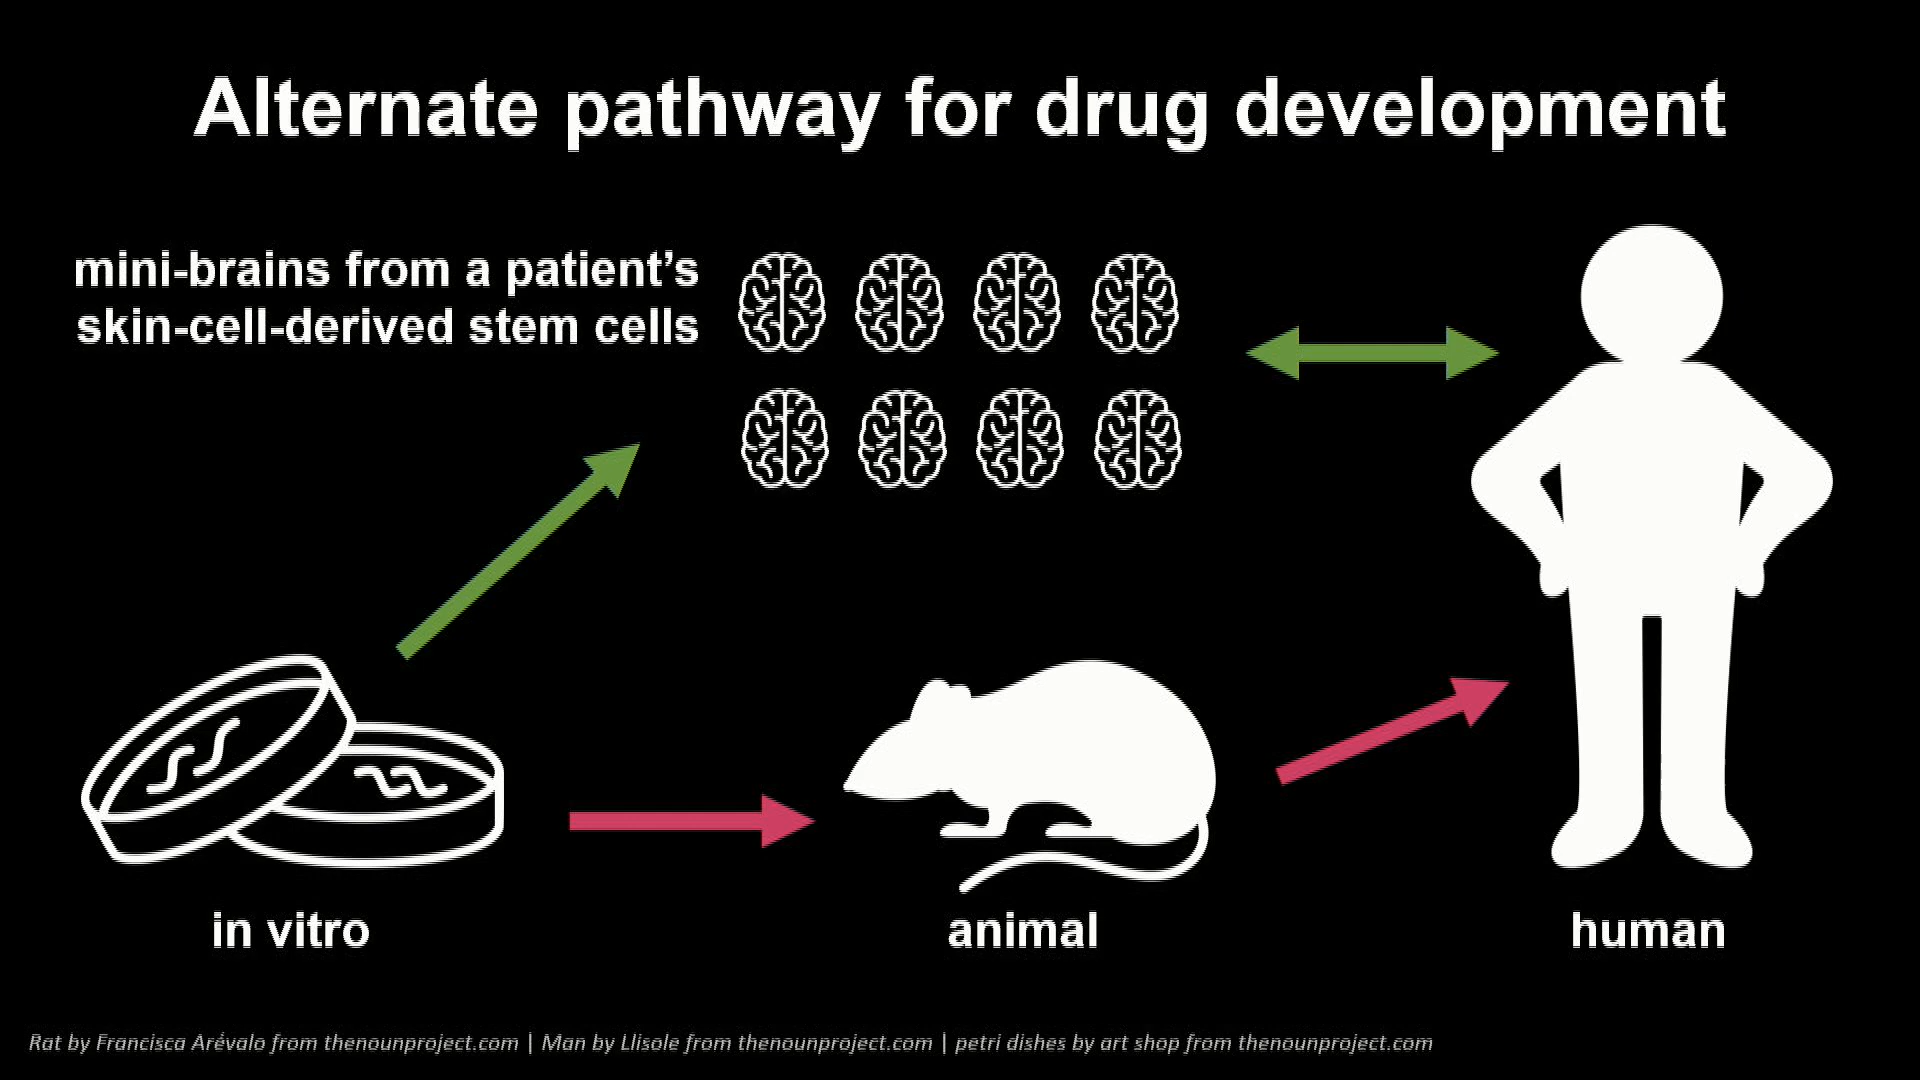 Alternate pathway for drug development
mini-brains from a patient’s
skin-cell-derived stem cells
in vitro
animal
human
Rat by Francisca Arévalo from thenounproject.com | Man by Llisole from thenounproject.com | petri dishes by art shop from thenounproject.com